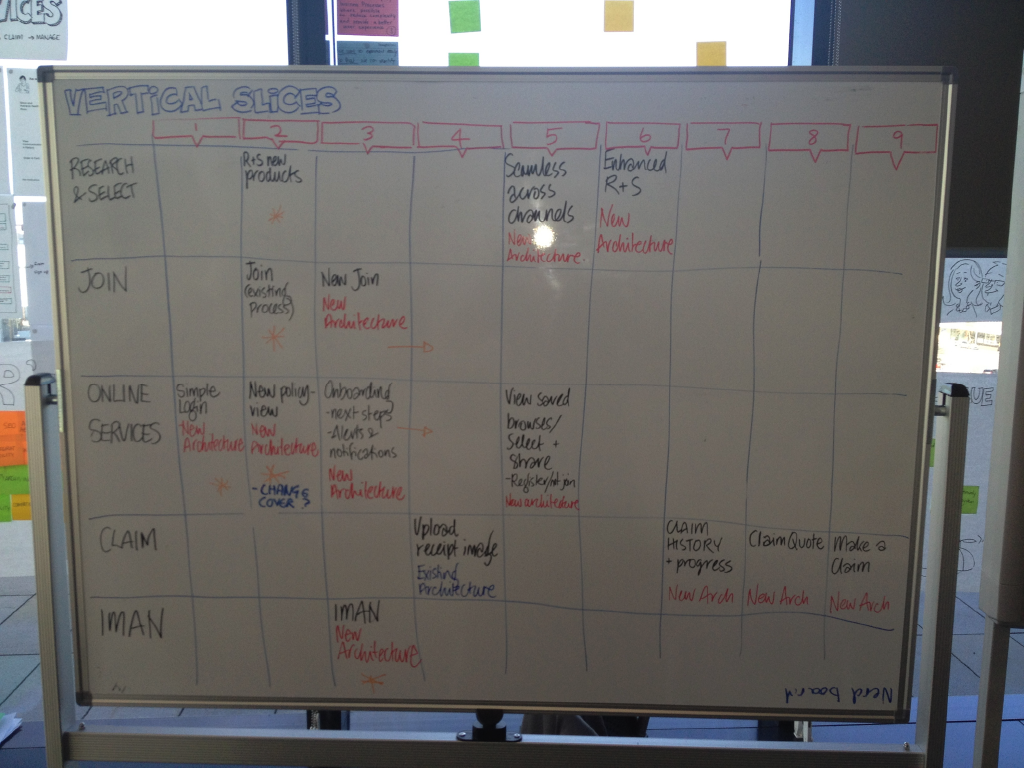 VICES
CLAIM → MANAGE
VERTICAL SLICES
1 2 3 4 5 6 7 8 9
RESEARCH
& SELECT
R+S new
products
*
Seamless
across
channels
New
Architecture.
Enhanced
R+S
New
Architecture
JOIN
Join
(existing
process)
*
New Join
New
Architecture
→
ONLINE
SERVICES
Simple
Login
New
Architecture
*
New policy-
view
New
Architecture
*
- CHANGE
COVER?
Onboarding
-next steps
-Alerts &
notifications
New
Architecture
→
View saved
browses/
Select +
share
-Register/not join
New architecture
CLAIM
Upload
receipt image
Existing
Architecture
CLAIM
HISTORY
+ progress
New Arch
Claim Quote
New Arch
Make a
Claim
New Arch
IMAN
IMAN
New
Architecture
*
Nerd board